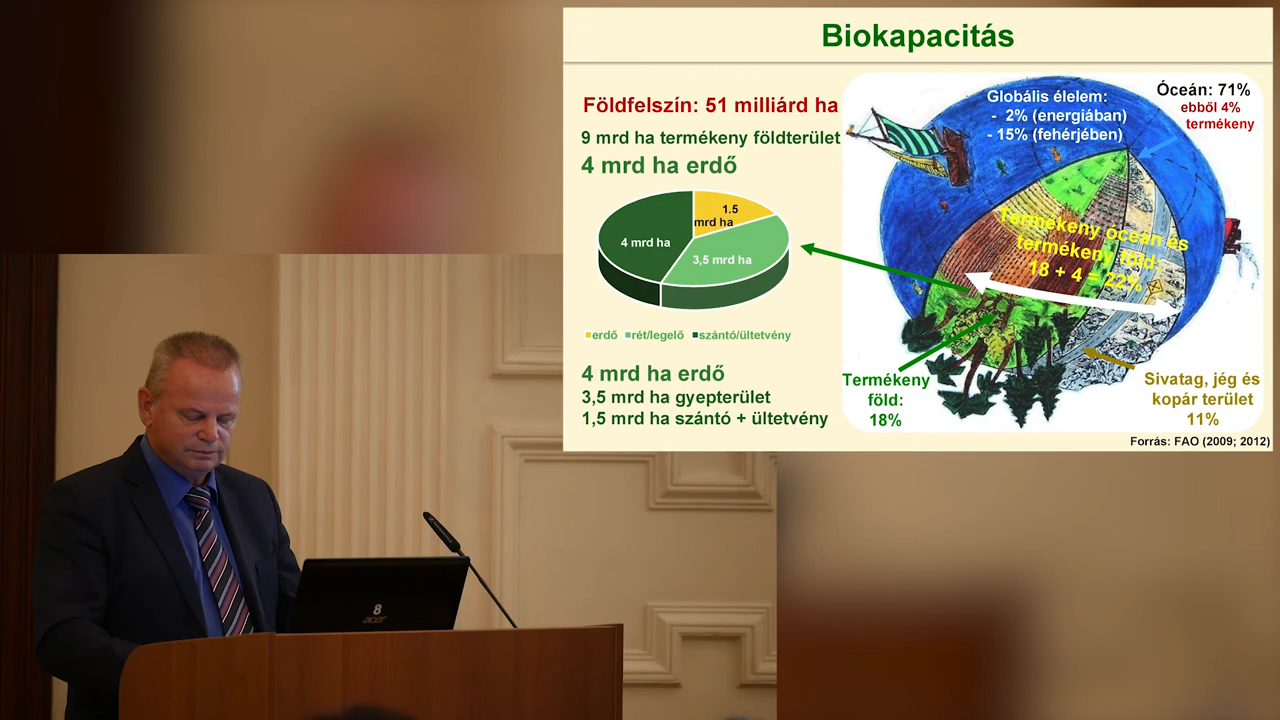 Biokapacitás
Földfelszín: 51 milliárd ha
9 mrd ha termékeny földterület
4 mrd ha erdő
1.5
mrd ha
4 mrd ha
3,5 mrd ha
erdő rét/legelő szántó/ültetvény
4 mrd ha erdő
3,5 mrd ha gyepterület
1,5 mrd ha szántó + ültetvény
Globális élelem:
- 2% (energiában)
- 15% (fehérjében)
Óceán: 71%
ebből 4%
termékeny
Termékeny óceán és
termékeny föld:
18 + 4 = 22%
Termékeny
föld:
18%
Sivatag, jég és
kopár terület
11%
Forrás: FAO (2009; 2012)
8
acer